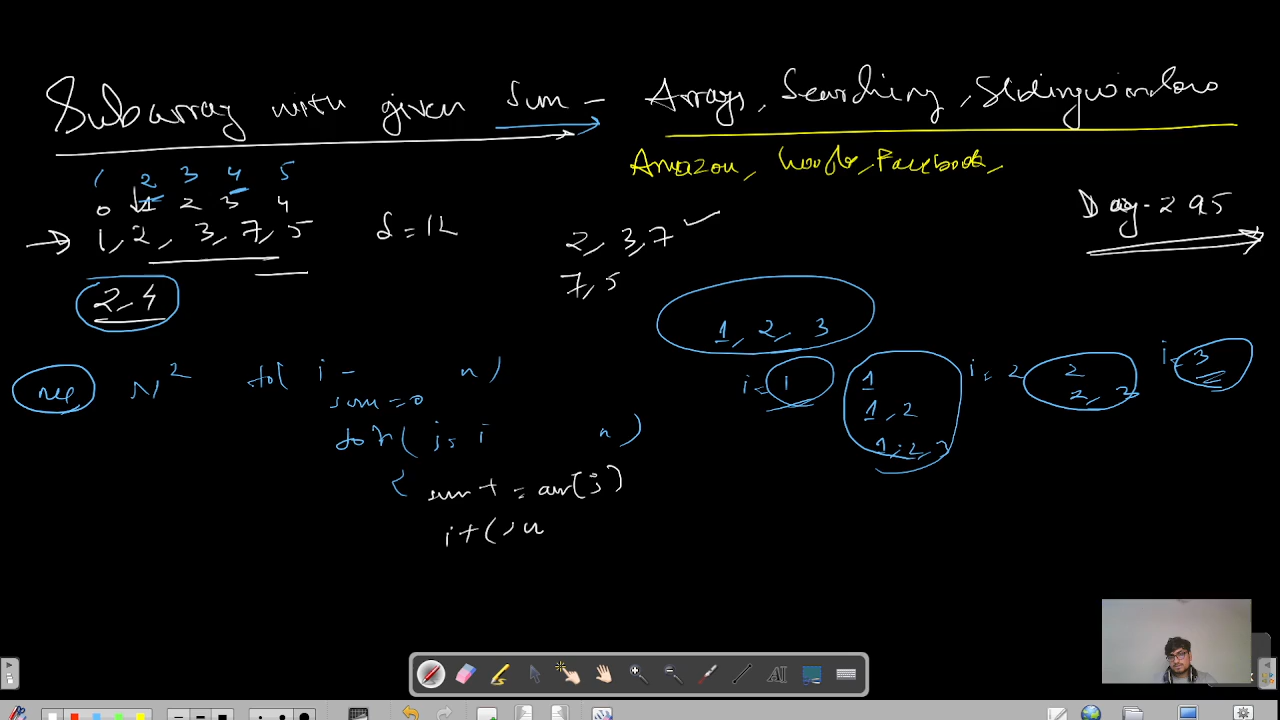 Subarray with given Sum - Arrays, Searching, Slidingwindow
Amazon, Google, Facebook,
Day-295
1 2 3 4 5
0 1 2 3 4
1, 2, 3, 7, 5 S=12
2, 3, 7
7, 5
2, 4
1, 2, 3
N^2 for( i - n)
sum=0
for( j= i n)
{ sum += arr[j]
if( su
i= 1
1
1, 2
1, 2, 3
i= 2
2
2, 3
i= 3